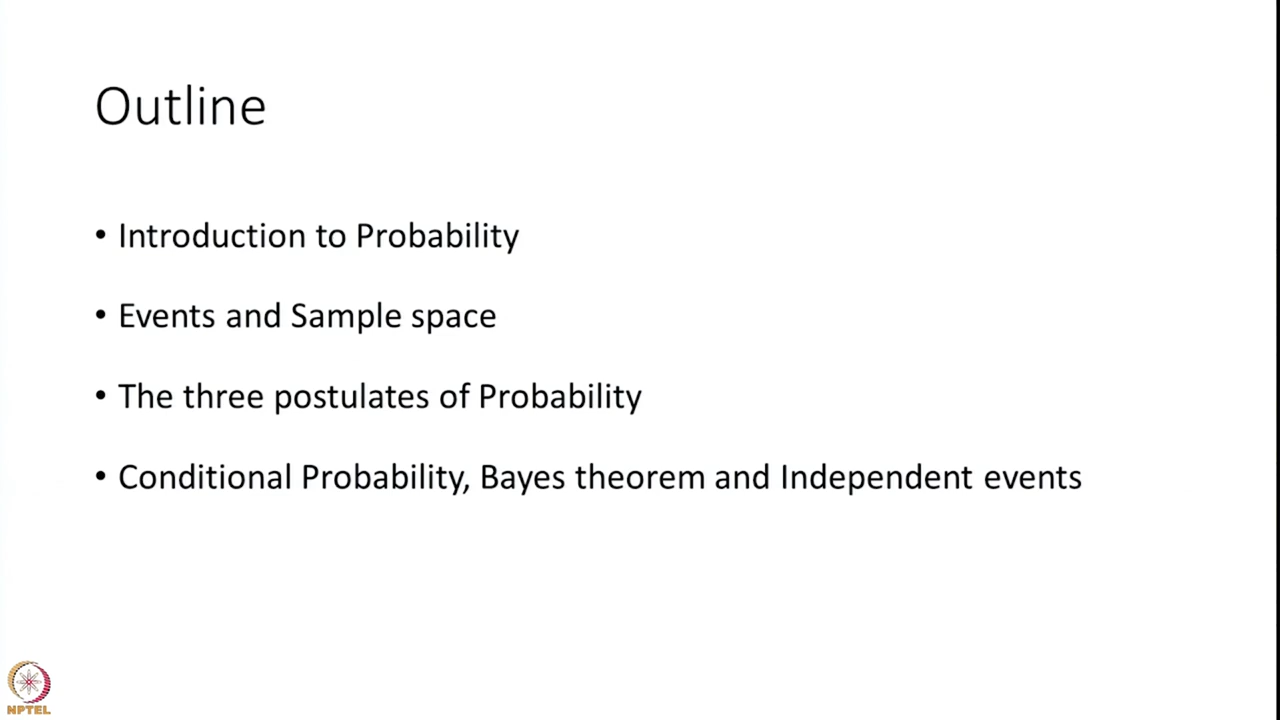 Outline
• Introduction to Probability
• Events and Sample space
• The three postulates of Probability
• Conditional Probability, Bayes theorem and Independent events
NPTEL